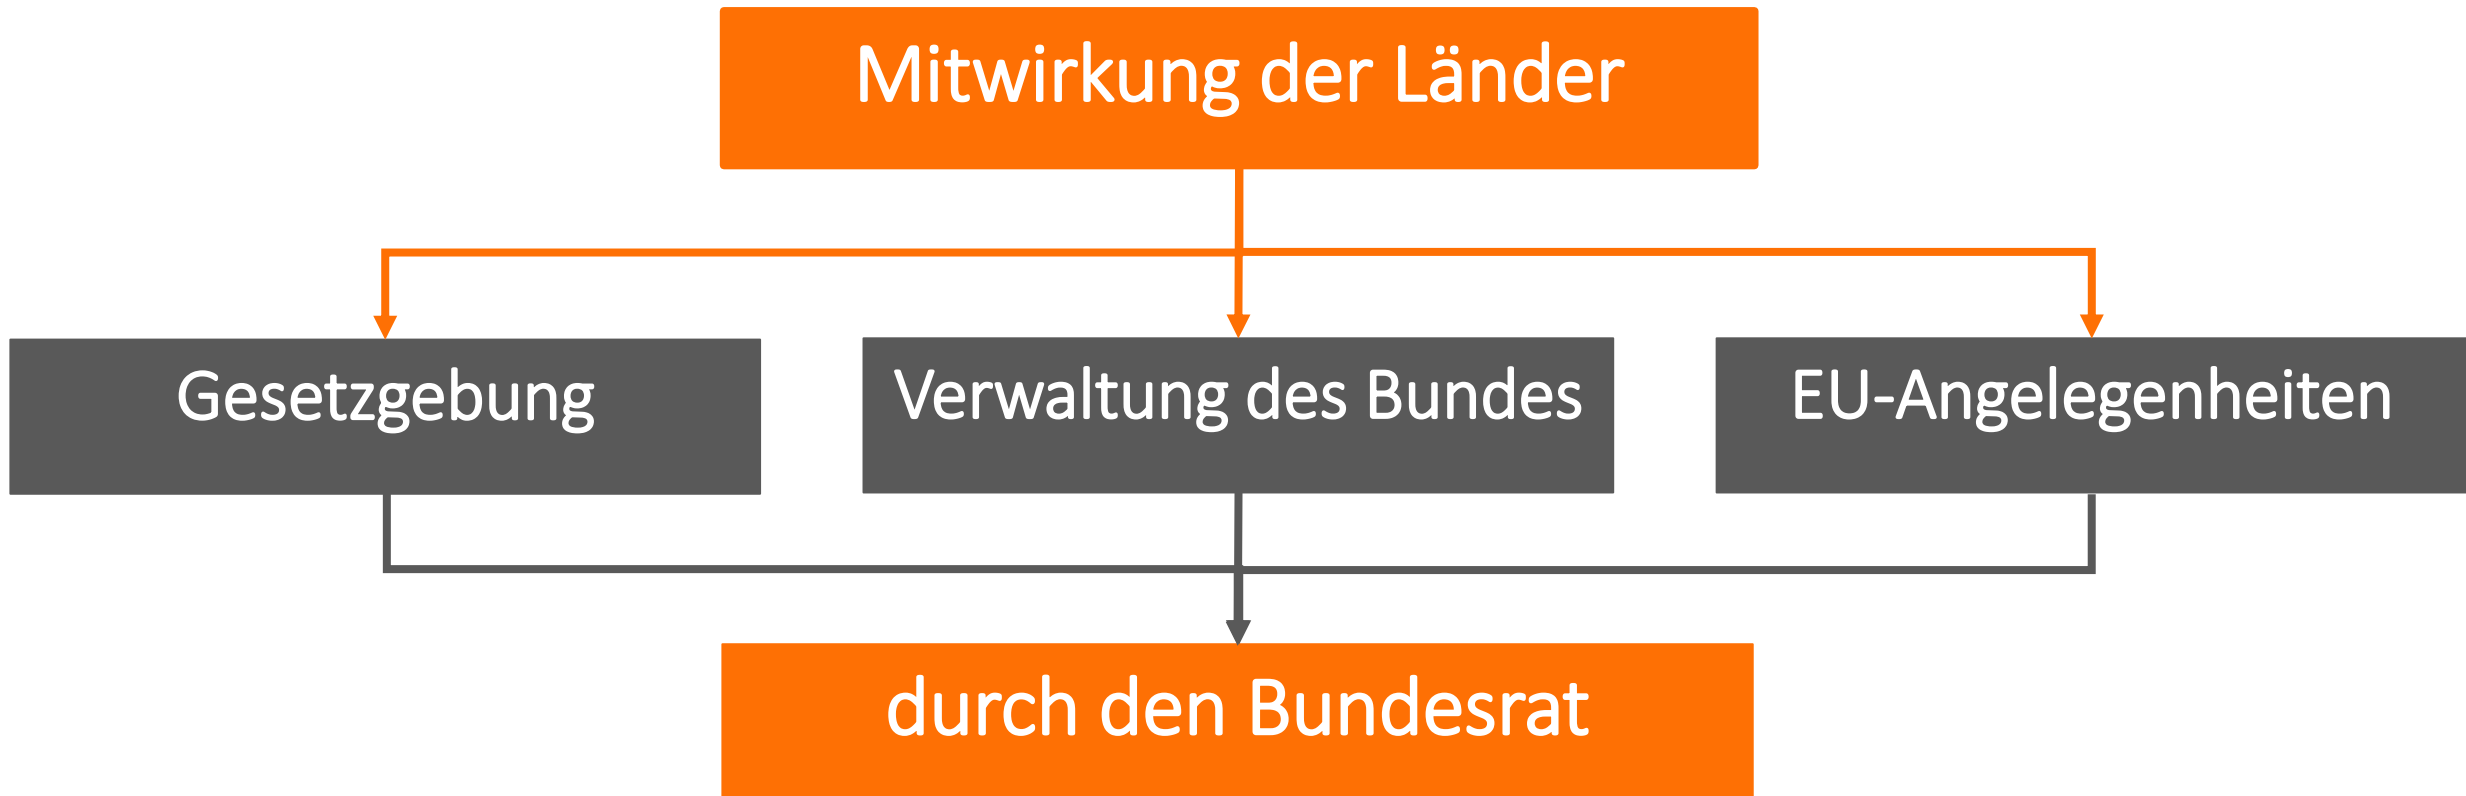 Mitwirkung der Länder
Gesetzgebung
Verwaltung des Bundes
EU-Angelegenheiten
durch den Bundesrat